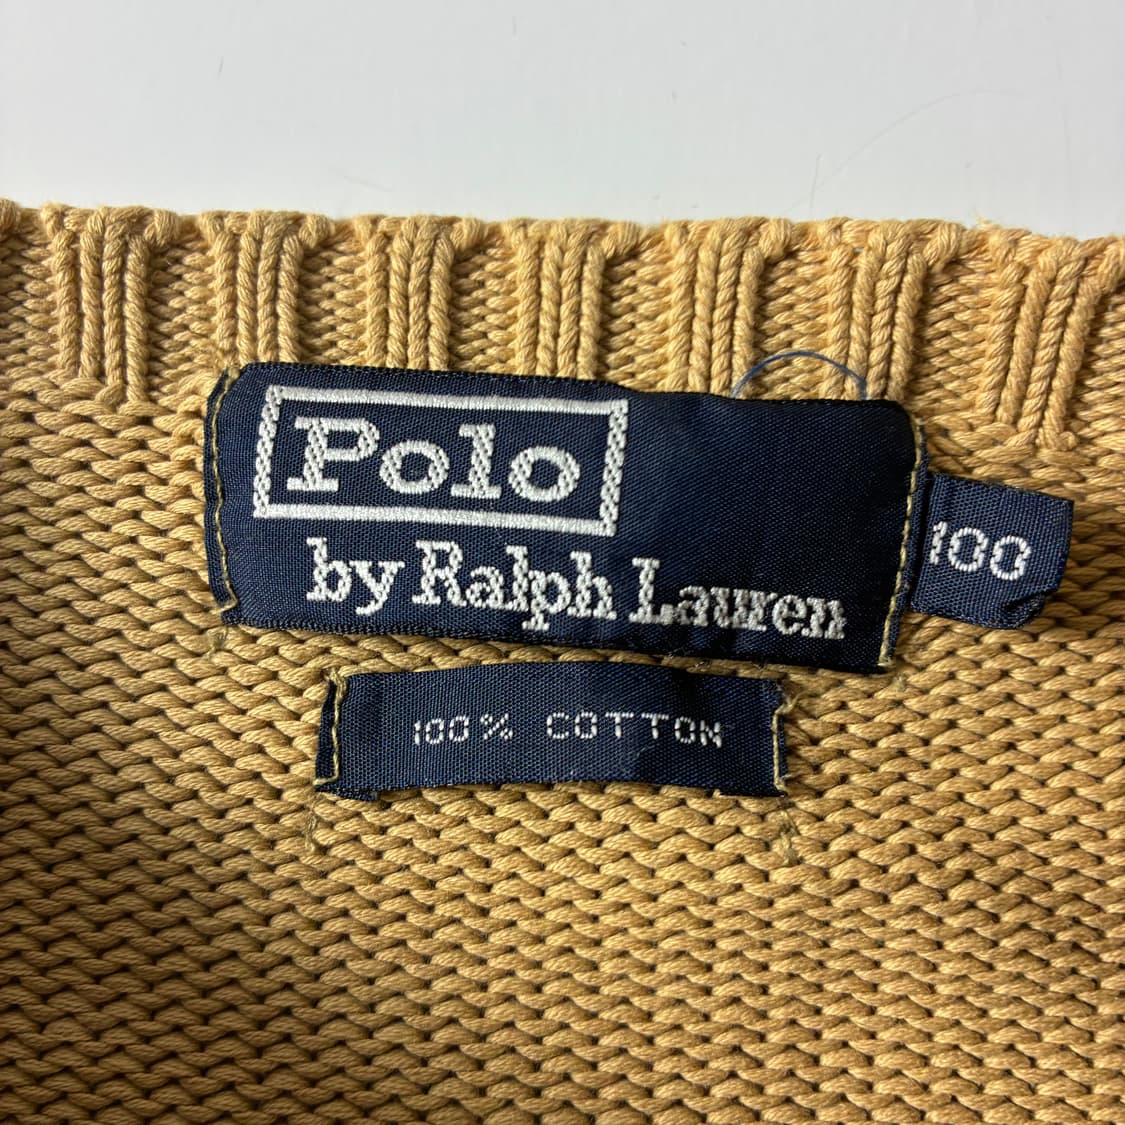 Polo
by Ralph Lauren
100
100% COTTON